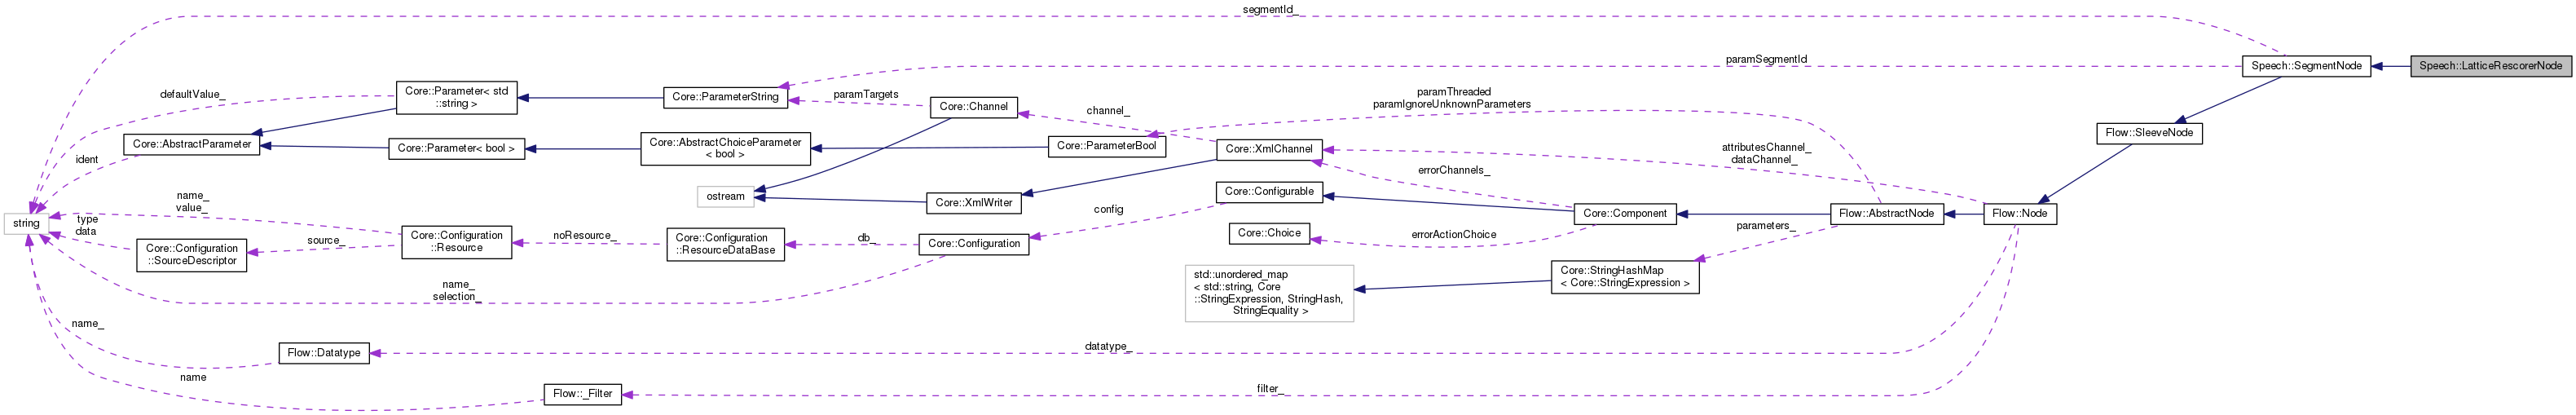 segmentId_
paramSegmentId
Speech::SegmentNode
Speech::LatticeRescorerNode
defaultValue_
Core::Parameter< std
::string >
Core::ParameterString
paramTargets
Core::Channel
channel_
paramThreaded
paramIgnoreUnknownParameters
Flow::SleeveNode
Core::AbstractParameter
Core::Parameter< bool >
Core::AbstractChoiceParameter
< bool >
Core::ParameterBool
Core::XmlChannel
attributesChannel_
dataChannel_
ident
errorChannels_
ostream
Core::XmlWriter
Core::Configurable
name_
value_
config
Core::Component
Flow::AbstractNode
Flow::Node
string
type
data
Core::Configuration
::SourceDescriptor
source_
Core::Configuration
::Resource
noResource_
Core::Configuration
::ResourceDataBase
db_
Core::Configuration
Core::Choice
errorActionChoice
parameters_
name_
selection_
std::unordered_map
< std::string, Core
::StringExpression, StringHash,
StringEquality >
Core::StringHashMap
< Core::StringExpression >
name_
Flow::Datatype
datatype_
name
Flow::_Filter
filter_